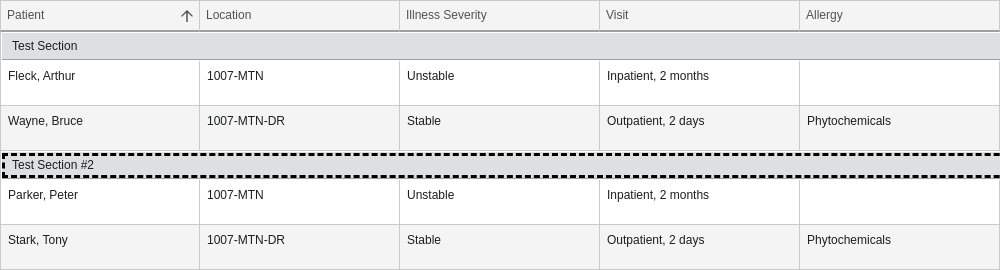 Patient Location Illness Severity Visit Allergy
Test Section
Fleck, Arthur 1007-MTN Unstable Inpatient, 2 months
Wayne, Bruce 1007-MTN-DR Stable Outpatient, 2 days Phytochemicals
Test Section #2
Parker, Peter 1007-MTN Unstable Inpatient, 2 months
Stark, Tony 1007-MTN-DR Stable Outpatient, 2 days Phytochemicals